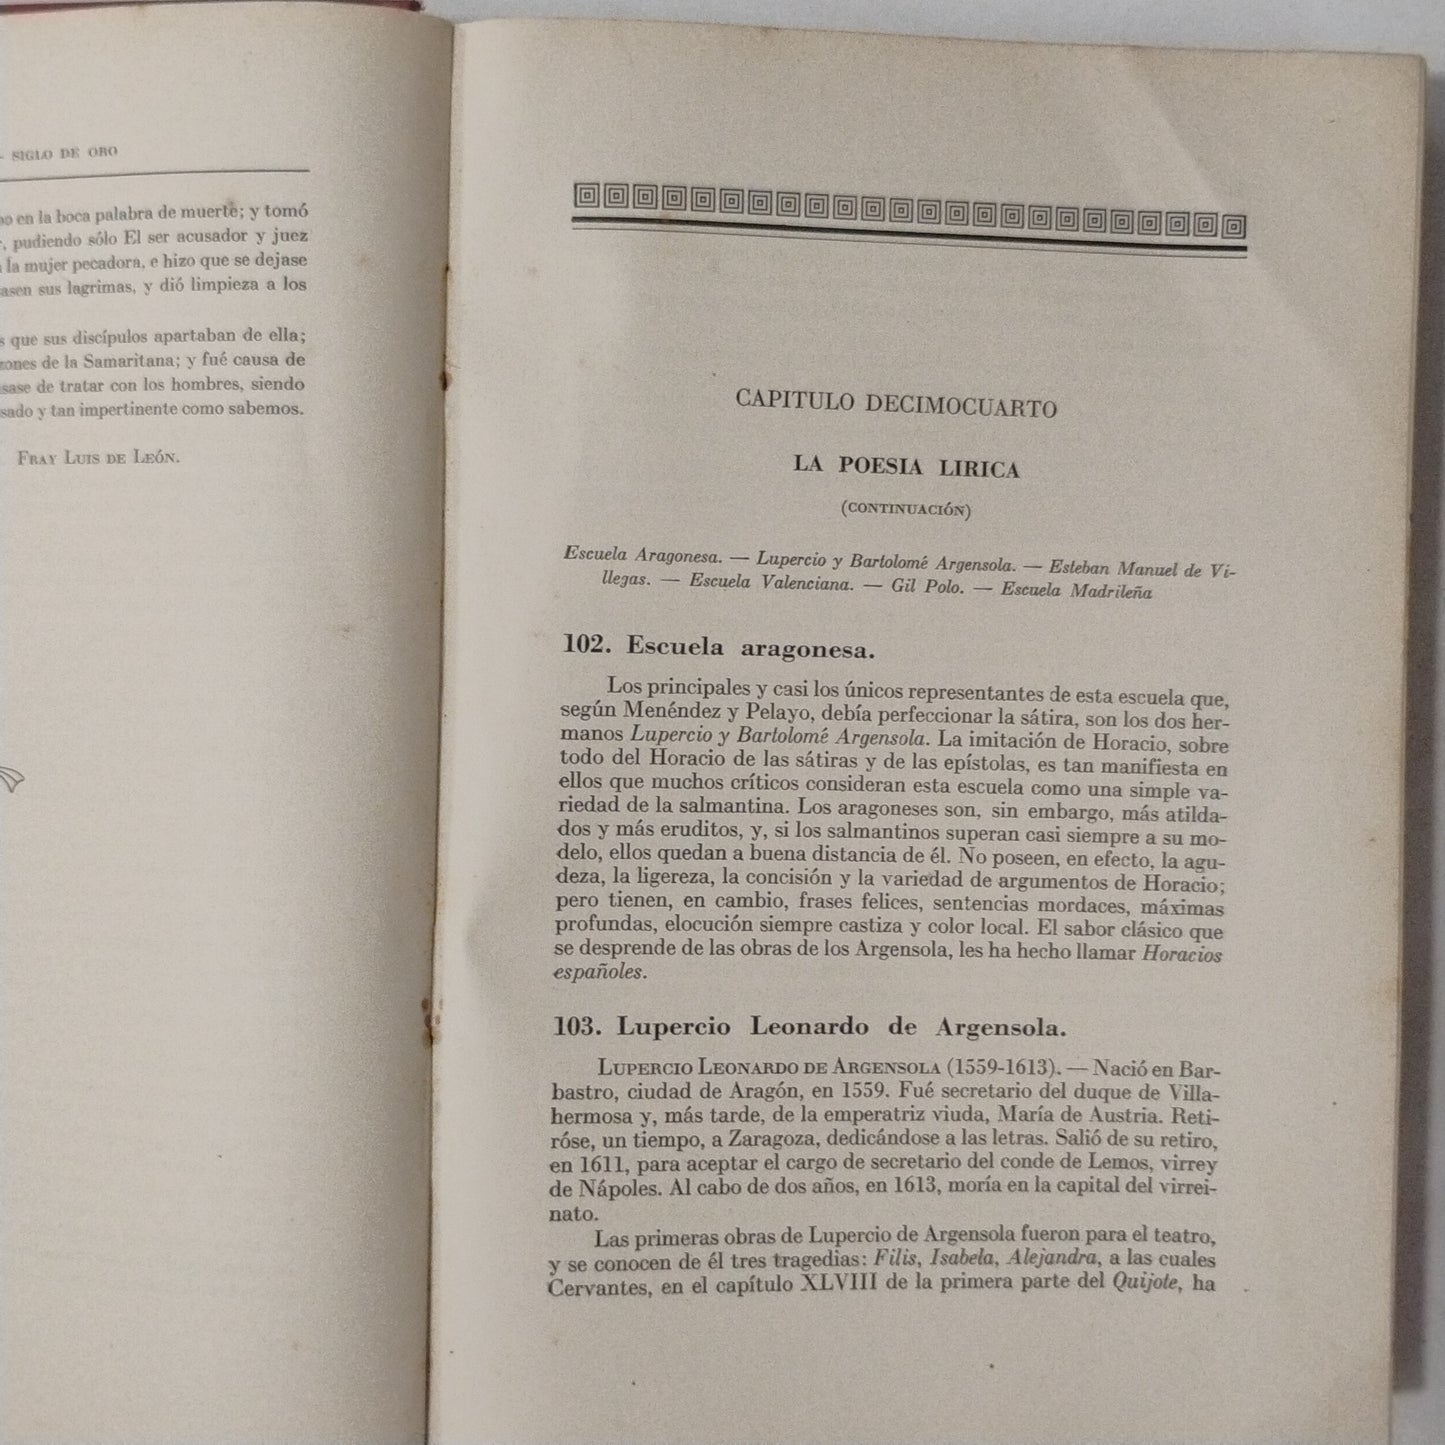 SIGLO DE ORO
en la boca palabra de muerte; y tomó
pudiendo sólo El ser acusador y juez
la mujer pecadora, e hizo que se dejase
sus lagrimas, y dió limpieza a los
que sus discípulos apartaban de ella;
de la Samaritana; y fué causa de
de tratar con los hombres, siendo
y tan impertinente como sabemos.
FRAY LUIS DE LEÓN.
CAPITULO DECIMOCUARTO
LA POESIA LIRICA
(CONTINUACIÓN)
Escuela Aragonesa. — Lupercio y Bartolomé Argensola. — Esteban Manuel de Vi-
llegas. — Escuela Valenciana. — Gil Polo. — Escuela Madrileña
102. Escuela aragonesa.
Los principales y casi los únicos representantes de esta escuela que,
según Menéndez y Pelayo, debía perfeccionar la sátira, son los dos her-
manos Lupercio y Bartolomé Argensola. La imitación de Horacio, sobre
todo del Horacio de las sátiras y de las epístolas, es tan manifiesta en
ellos que muchos críticos consideran esta escuela como una simple va-
riedad de la salmantina. Los aragoneses son, sin embargo, más atilda-
dos y más eruditos, y, si los salmantinos superan casi siempre a su mo-
delo, ellos quedan a buena distancia de él. No poseen, en efecto, la agu-
deza, la ligereza, la concisión y la variedad de argumentos de Horacio;
pero tienen, en cambio, frases felices, sentencias mordaces, máximas
profundas, elocución siempre castiza y color local. El sabor clásico que
se desprende de las obras de los Argensola, les ha hecho llamar Horacios
españoles.
103. Lupercio Leonardo de Argensola.
LUPERCIO LEONARDO DE ARGENSOLA (1559-1613). — Nació en Bar-
bastro, ciudad de Aragón, en 1559. Fué secretario del duque de Villa-
hermosa y, más tarde, de la emperatriz viuda, María de Austria. Reti-
róse, un tiempo, a Zaragoza, dedicándose a las letras. Salió de su retiro,
en 1611, para aceptar el cargo de secretario del conde de Lemos, virrey
de Nápoles. Al cabo de dos años, en 1613, moría en la capital del virrei-
nato.
Las primeras obras de Lupercio de Argensola fueron para el teatro,
y se conocen de él tres tragedias: Filis, Isabela, Alejandra, a las cuales
Cervantes, en el capítulo XLVIII de la primera parte del Quijote, ha